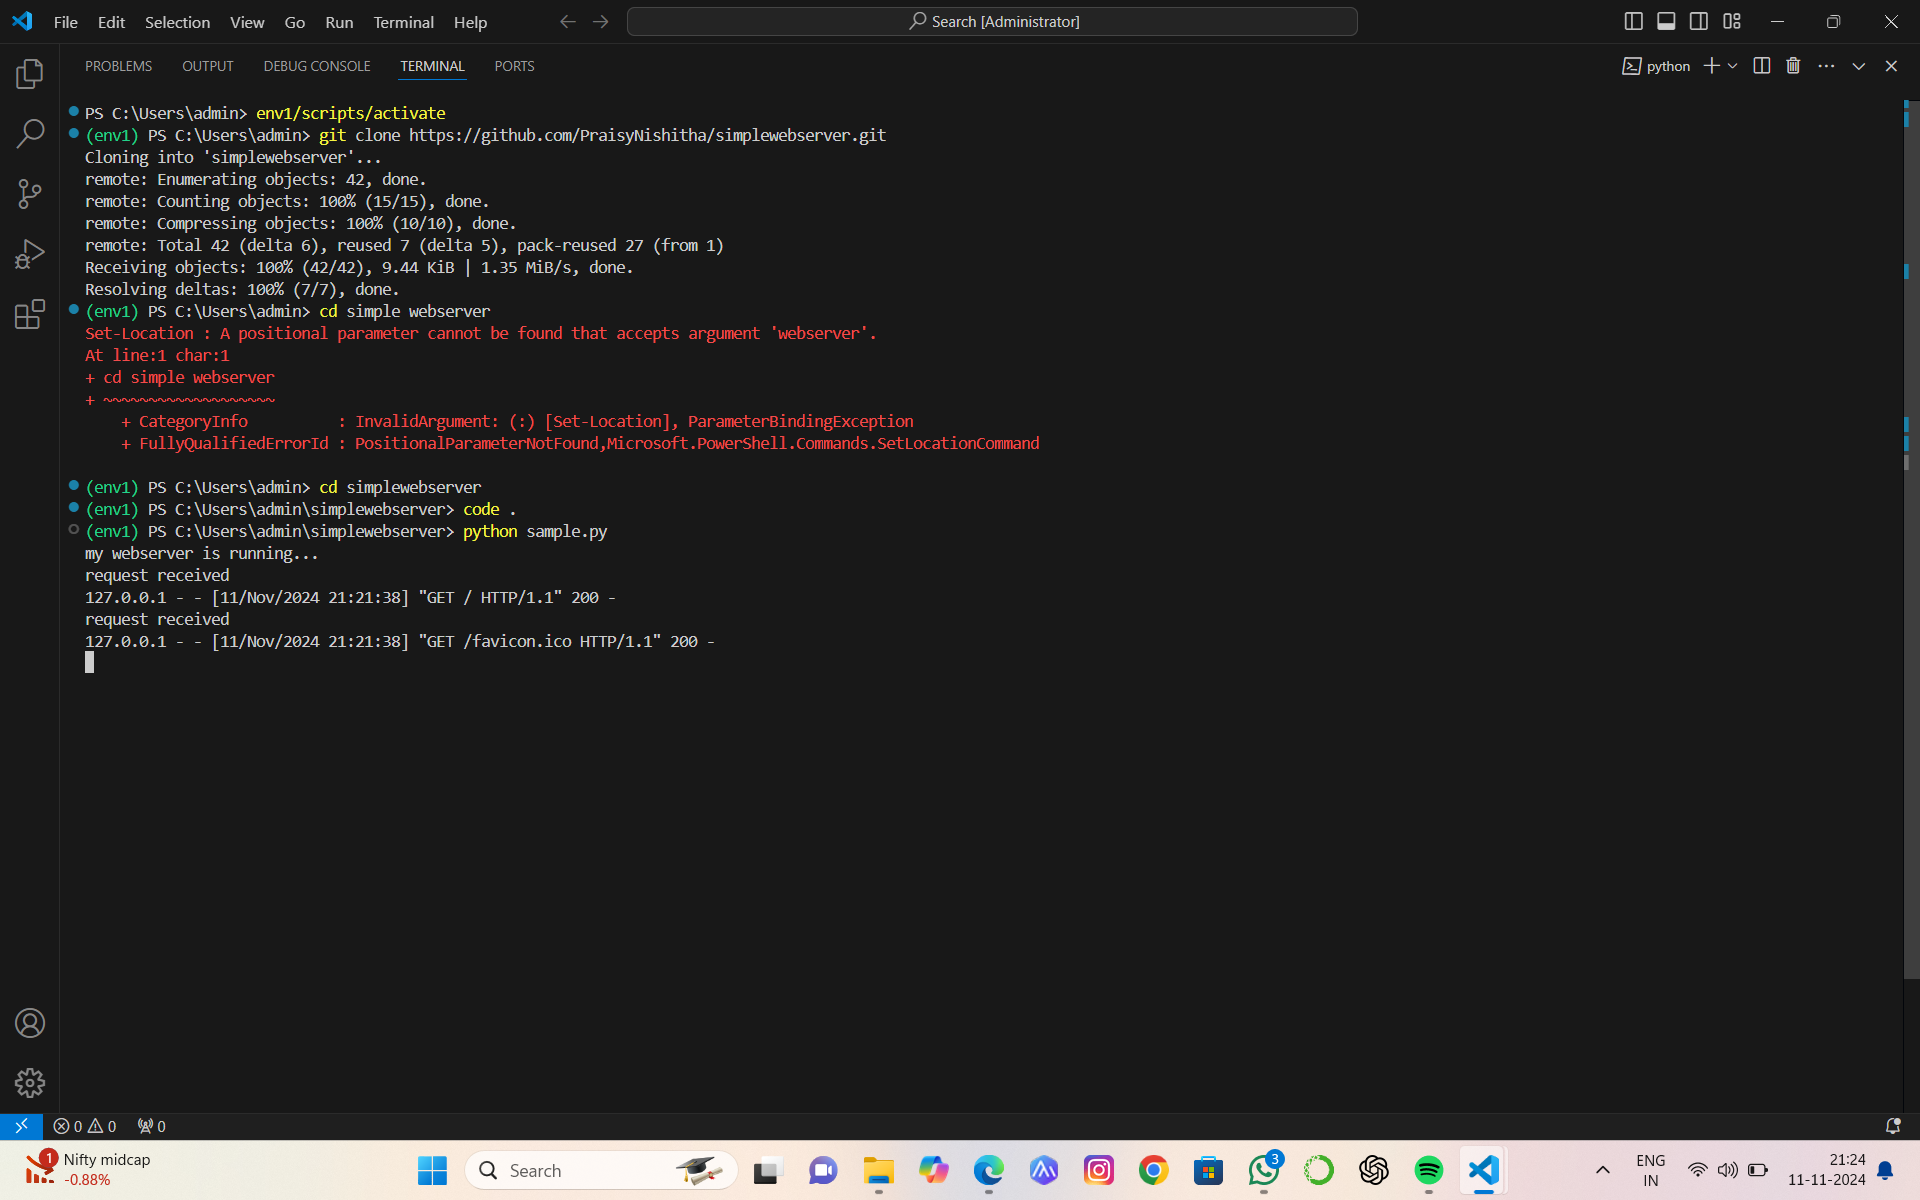 File Edit Selection View Go Run Terminal Help
Search [Administrator]
PROBLEMS OUTPUT DEBUG CONSOLE TERMINAL PORTS
python
PS C:\Users\admin> env1/scripts/activate
(env1) PS C:\Users\admin> git clone https://github.com/PraisyNishitha/simplewebserver.git
Cloning into 'simplewebserver'...
remote: Enumerating objects: 42, done.
remote: Counting objects: 100% (15/15), done.
remote: Compressing objects: 100% (10/10), done.
remote: Total 42 (delta 6), reused 7 (delta 5), pack-reused 27 (from 1)
Receiving objects: 100% (42/42), 9.44 KiB | 1.35 MiB/s, done.
Resolving deltas: 100% (7/7), done.
(env1) PS C:\Users\admin> cd simple webserver
Set-Location : A positional parameter cannot be found that accepts argument 'webserver'.
At line:1 char:1
+ cd simple webserver
+ ~~~~~~~~~~~~~~~~~~~
+ CategoryInfo : InvalidArgument: (:) [Set-Location], ParameterBindingException
+ FullyQualifiedErrorId : PositionalParameterNotFound,Microsoft.PowerShell.Commands.SetLocationCommand
(env1) PS C:\Users\admin> cd simplewebserver
(env1) PS C:\Users\admin\simplewebserver> code .
(env1) PS C:\Users\admin\simplewebserver> python sample.py
my webserver is running...
request received
127.0.0.1 - - [11/Nov/2024 21:21:38] "GET / HTTP/1.1" 200 -
request received
127.0.0.1 - - [11/Nov/2024 21:21:38] "GET /favicon.ico HTTP/1.1" 200 -
0 0 0
1 Nifty midcap
-0.88%
Search
3
ENG
IN
21:24
11-11-2024